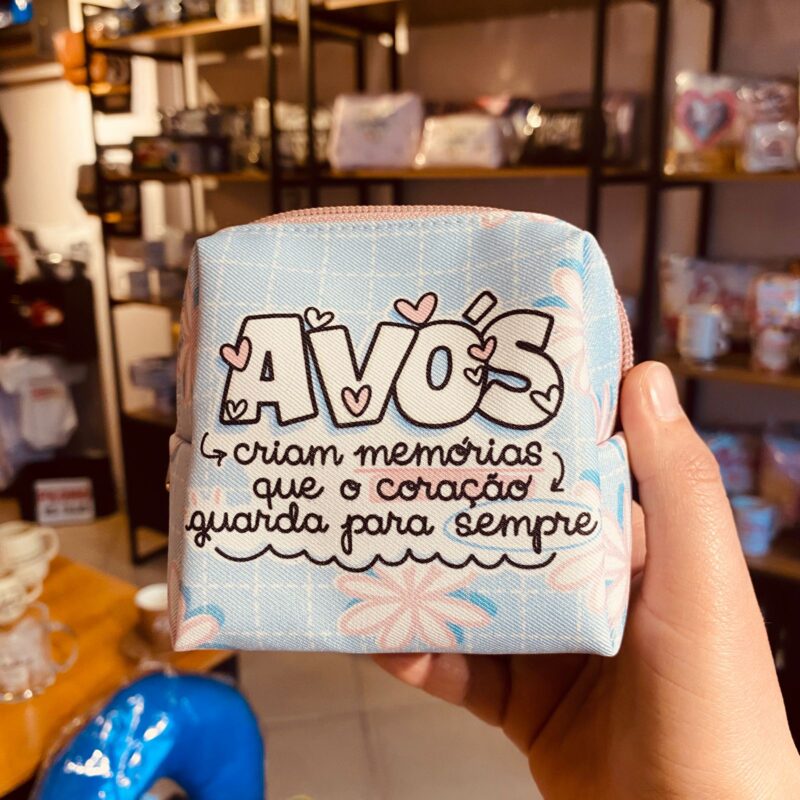 AVÓS
criam memórias
que o coração
guarda para sempre